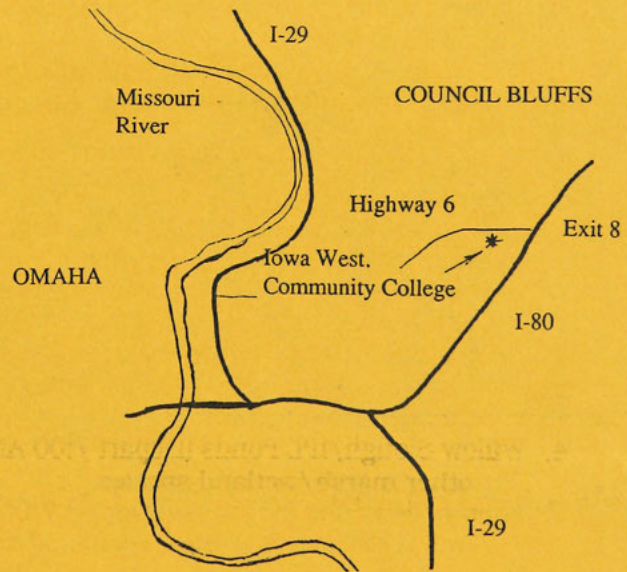 I-29
Missouri
River
COUNCIL BLUFFS
Highway 6
Exit 8
OMAHA
Iowa West.
Community College
I-80
I-29